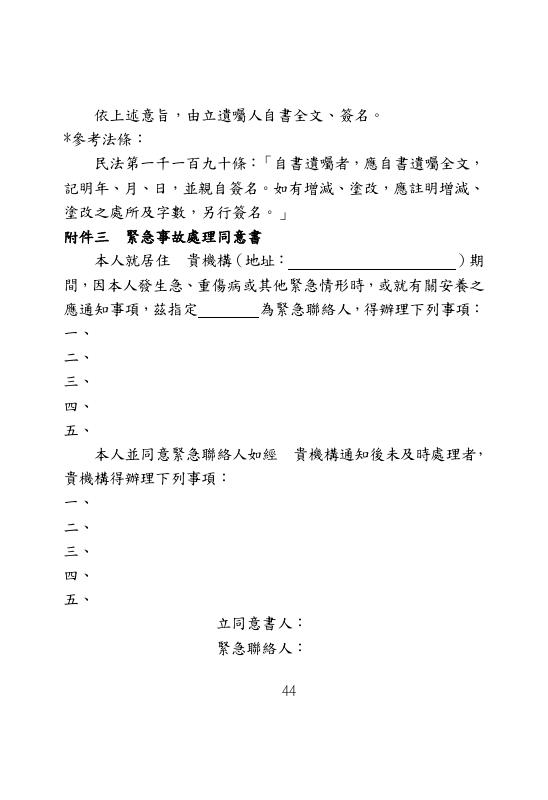 依上述意旨，由立遺囑人自書全文、簽名。
*參考法條：
民法第一千一百九十條：「自書遺囑者，應自書遺囑全文，
記明年、月、日，並親自簽名。如有增減、塗改，應註明增減、
塗改之處所及字數，另行簽名。」
附件三　緊急事故處理同意書
本人就居住　貴機構（地址：＿＿＿＿＿＿＿＿＿＿＿）期
間，因本人發生急、重傷病或其他緊急情形時，或就有關安養之
應通知事項，茲指定＿＿＿＿為緊急聯絡人，得辦理下列事項：
一、
二、
三、
四、
五、
本人並同意緊急聯絡人如經　貴機構通知後未及時處理者，
貴機構得辦理下列事項：
一、
二、
三、
四、
五、
立同意書人：
緊急聯絡人：
44